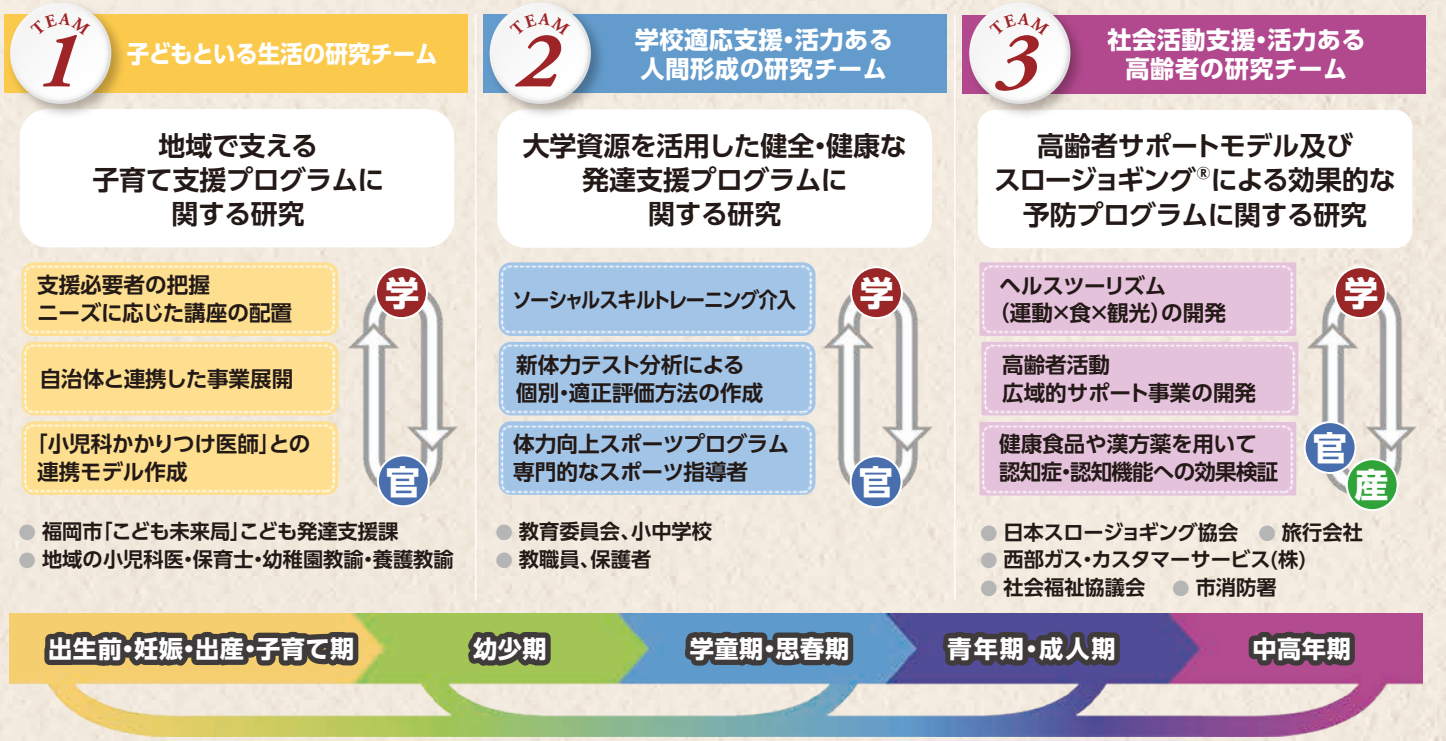 TEAM
1
子どもといる生活の研究チーム
地域で支える
子育て支援プログラムに
関する研究
支援必要者の把握
ニーズに応じた講座の配置
自治体と連携した事業展開
「小児科かかりつけ医師」との
連携モデル作成
学
官
● 福岡市「こども未来局」こども発達支援課
● 地域の小児科医・保育士・幼稚園教諭・養護教諭
TEAM
2
学校適応支援・活力ある
人間形成の研究チーム
大学資源を活用した健全・健康な
発達支援プログラムに
関する研究
ソーシャルスキルトレーニング介入
新体力テスト分析による
個別・適正評価方法の作成
体力向上スポーツプログラム
専門的なスポーツ指導者
学
官
● 教育委員会、小中学校
● 教職員、保護者
TEAM
3
社会活動支援・活力ある
高齢者の研究チーム
高齢者サポートモデル及び
スロージョギング®による効果的な
予防プログラムに関する研究
ヘルスツーリズム
（運動×食×観光）の開発
高齢者活動
広域的サポート事業の開発
健康食品や漢方薬を用いて
認知症・認知機能への効果検証
学
官
産
● 日本スロージョギング協会 ● 旅行会社
● 西部ガス・カスタマーサービス(株)
● 社会福祉協議会 ● 市消防署
出生前・妊娠・出産・子育て期
幼少期
学童期・思春期
青年期・成人期
中高年期